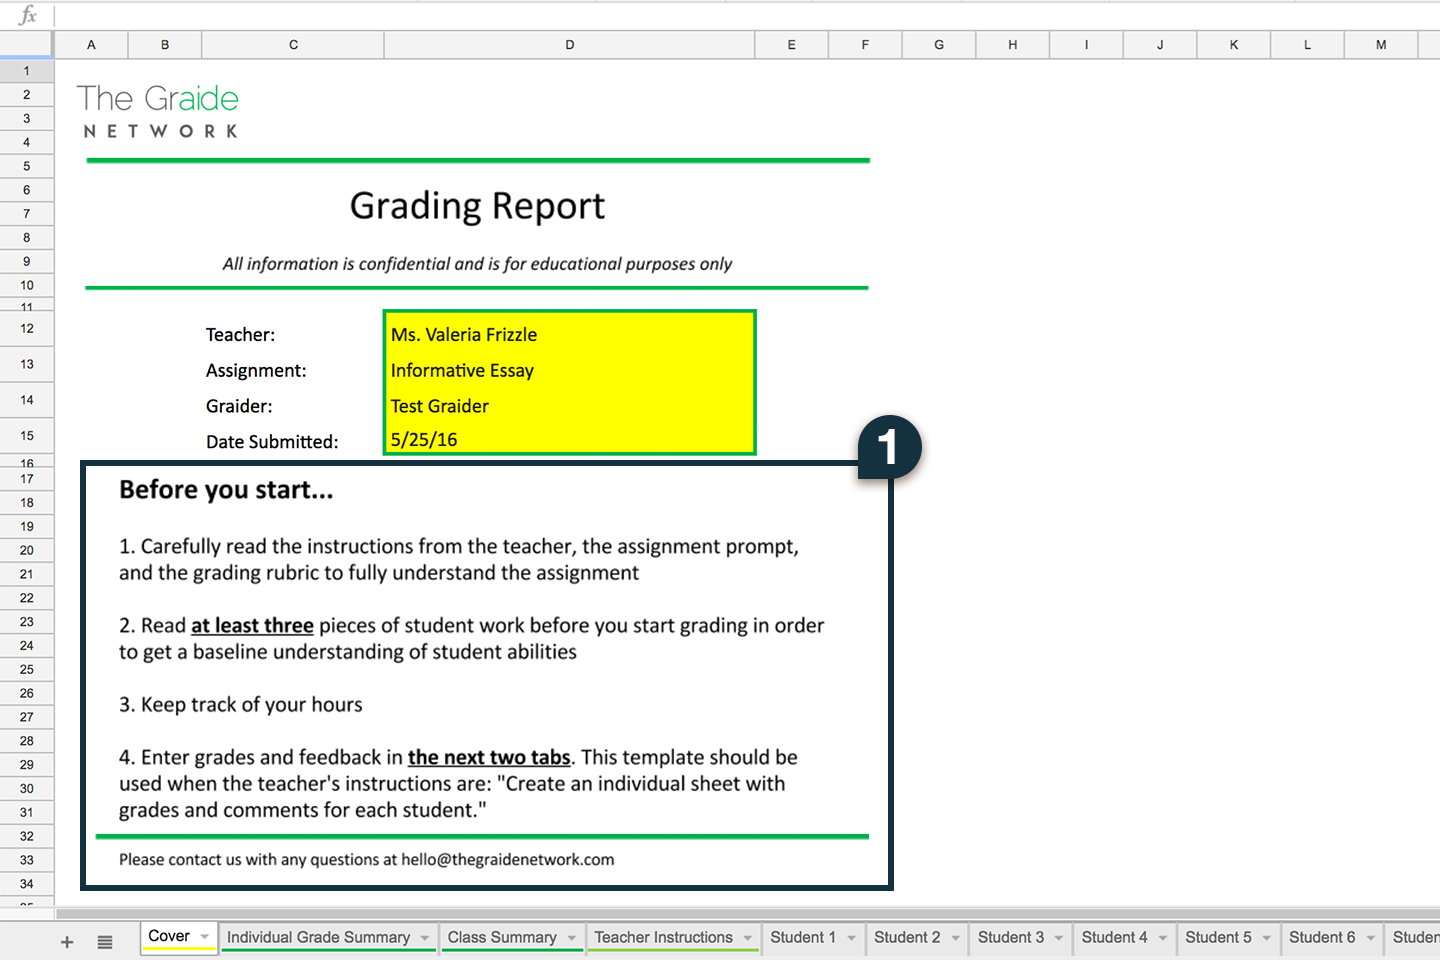 fx
A B C D E F G H I J K L M
1
2
The Graide
3
NETWORK
4
5
6
Grading Report
7
8
9
All information is confidential and is for educational purposes only
10
11
12
Teacher: Ms. Valeria Frizzle
13
Assignment: Informative Essay
14
Graider: Test Graider
15
Date Submitted: 5/25/16
1
16
17
Before you start...
18
19
20
1. Carefully read the instructions from the teacher, the assignment prompt,
21
and the grading rubric to fully understand the assignment
22
23
2. Read at least three pieces of student work before you start grading in order
24
to get a baseline understanding of student abilities
25
26
3. Keep track of your hours
27
28
4. Enter grades and feedback in the next two tabs. This template should be
29
used when the teacher's instructions are: "Create an individual sheet with
30
31
grades and comments for each student."
32
33
Please contact us with any questions at hello@thegraidenetwork.com
34
Cover Individual Grade Summary Class Summary Teacher Instructions Student 1 Student 2 Student 3 Student 4 Student 5 Student 6 Studen